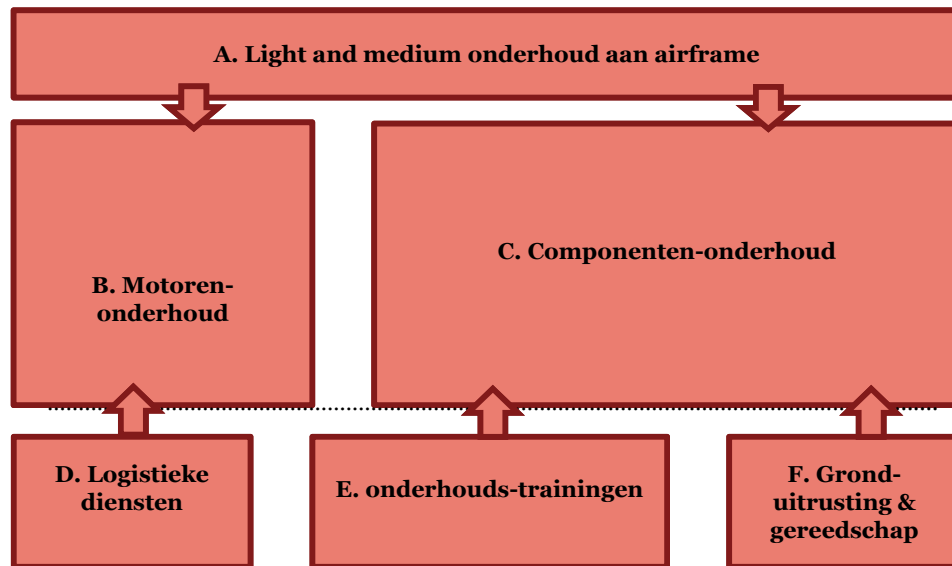 A. Light and medium onderhoud aan airframe
B. Motoren-
onderhoud
C. Componenten-onderhoud
D. Logistieke
diensten
E. onderhouds-trainingen
F. Grond-
uitrusting &
gereedschap